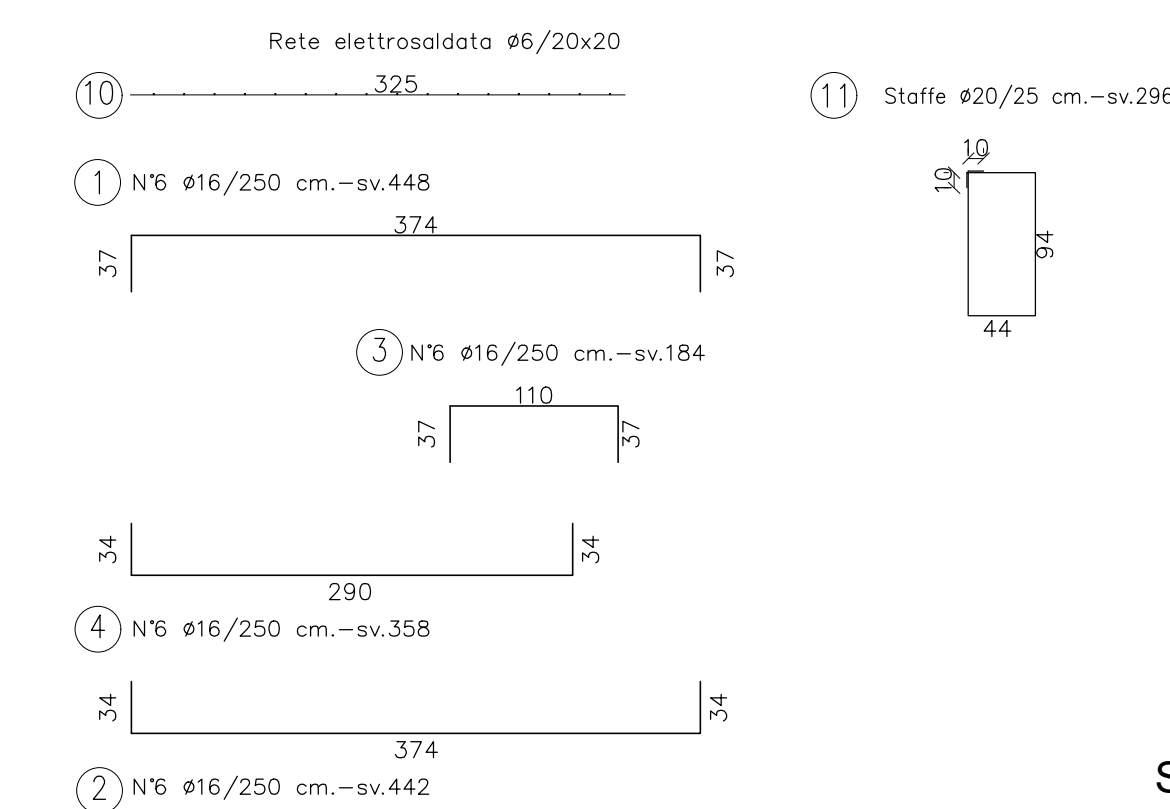 Rete elettrosaldata ø6/20x20
10
325
11 Staffe ø20/25 cm.-sv.296
10
10
94
44
1 N°6 ø16/250 cm.-sv.448
374
37
37
3 N°6 ø16/250 cm.-sv.184
110
37
37
34
34
290
4 N°6 ø16/250 cm.-sv.358
34
34
374
2 N°6 ø16/250 cm.-sv.442
S